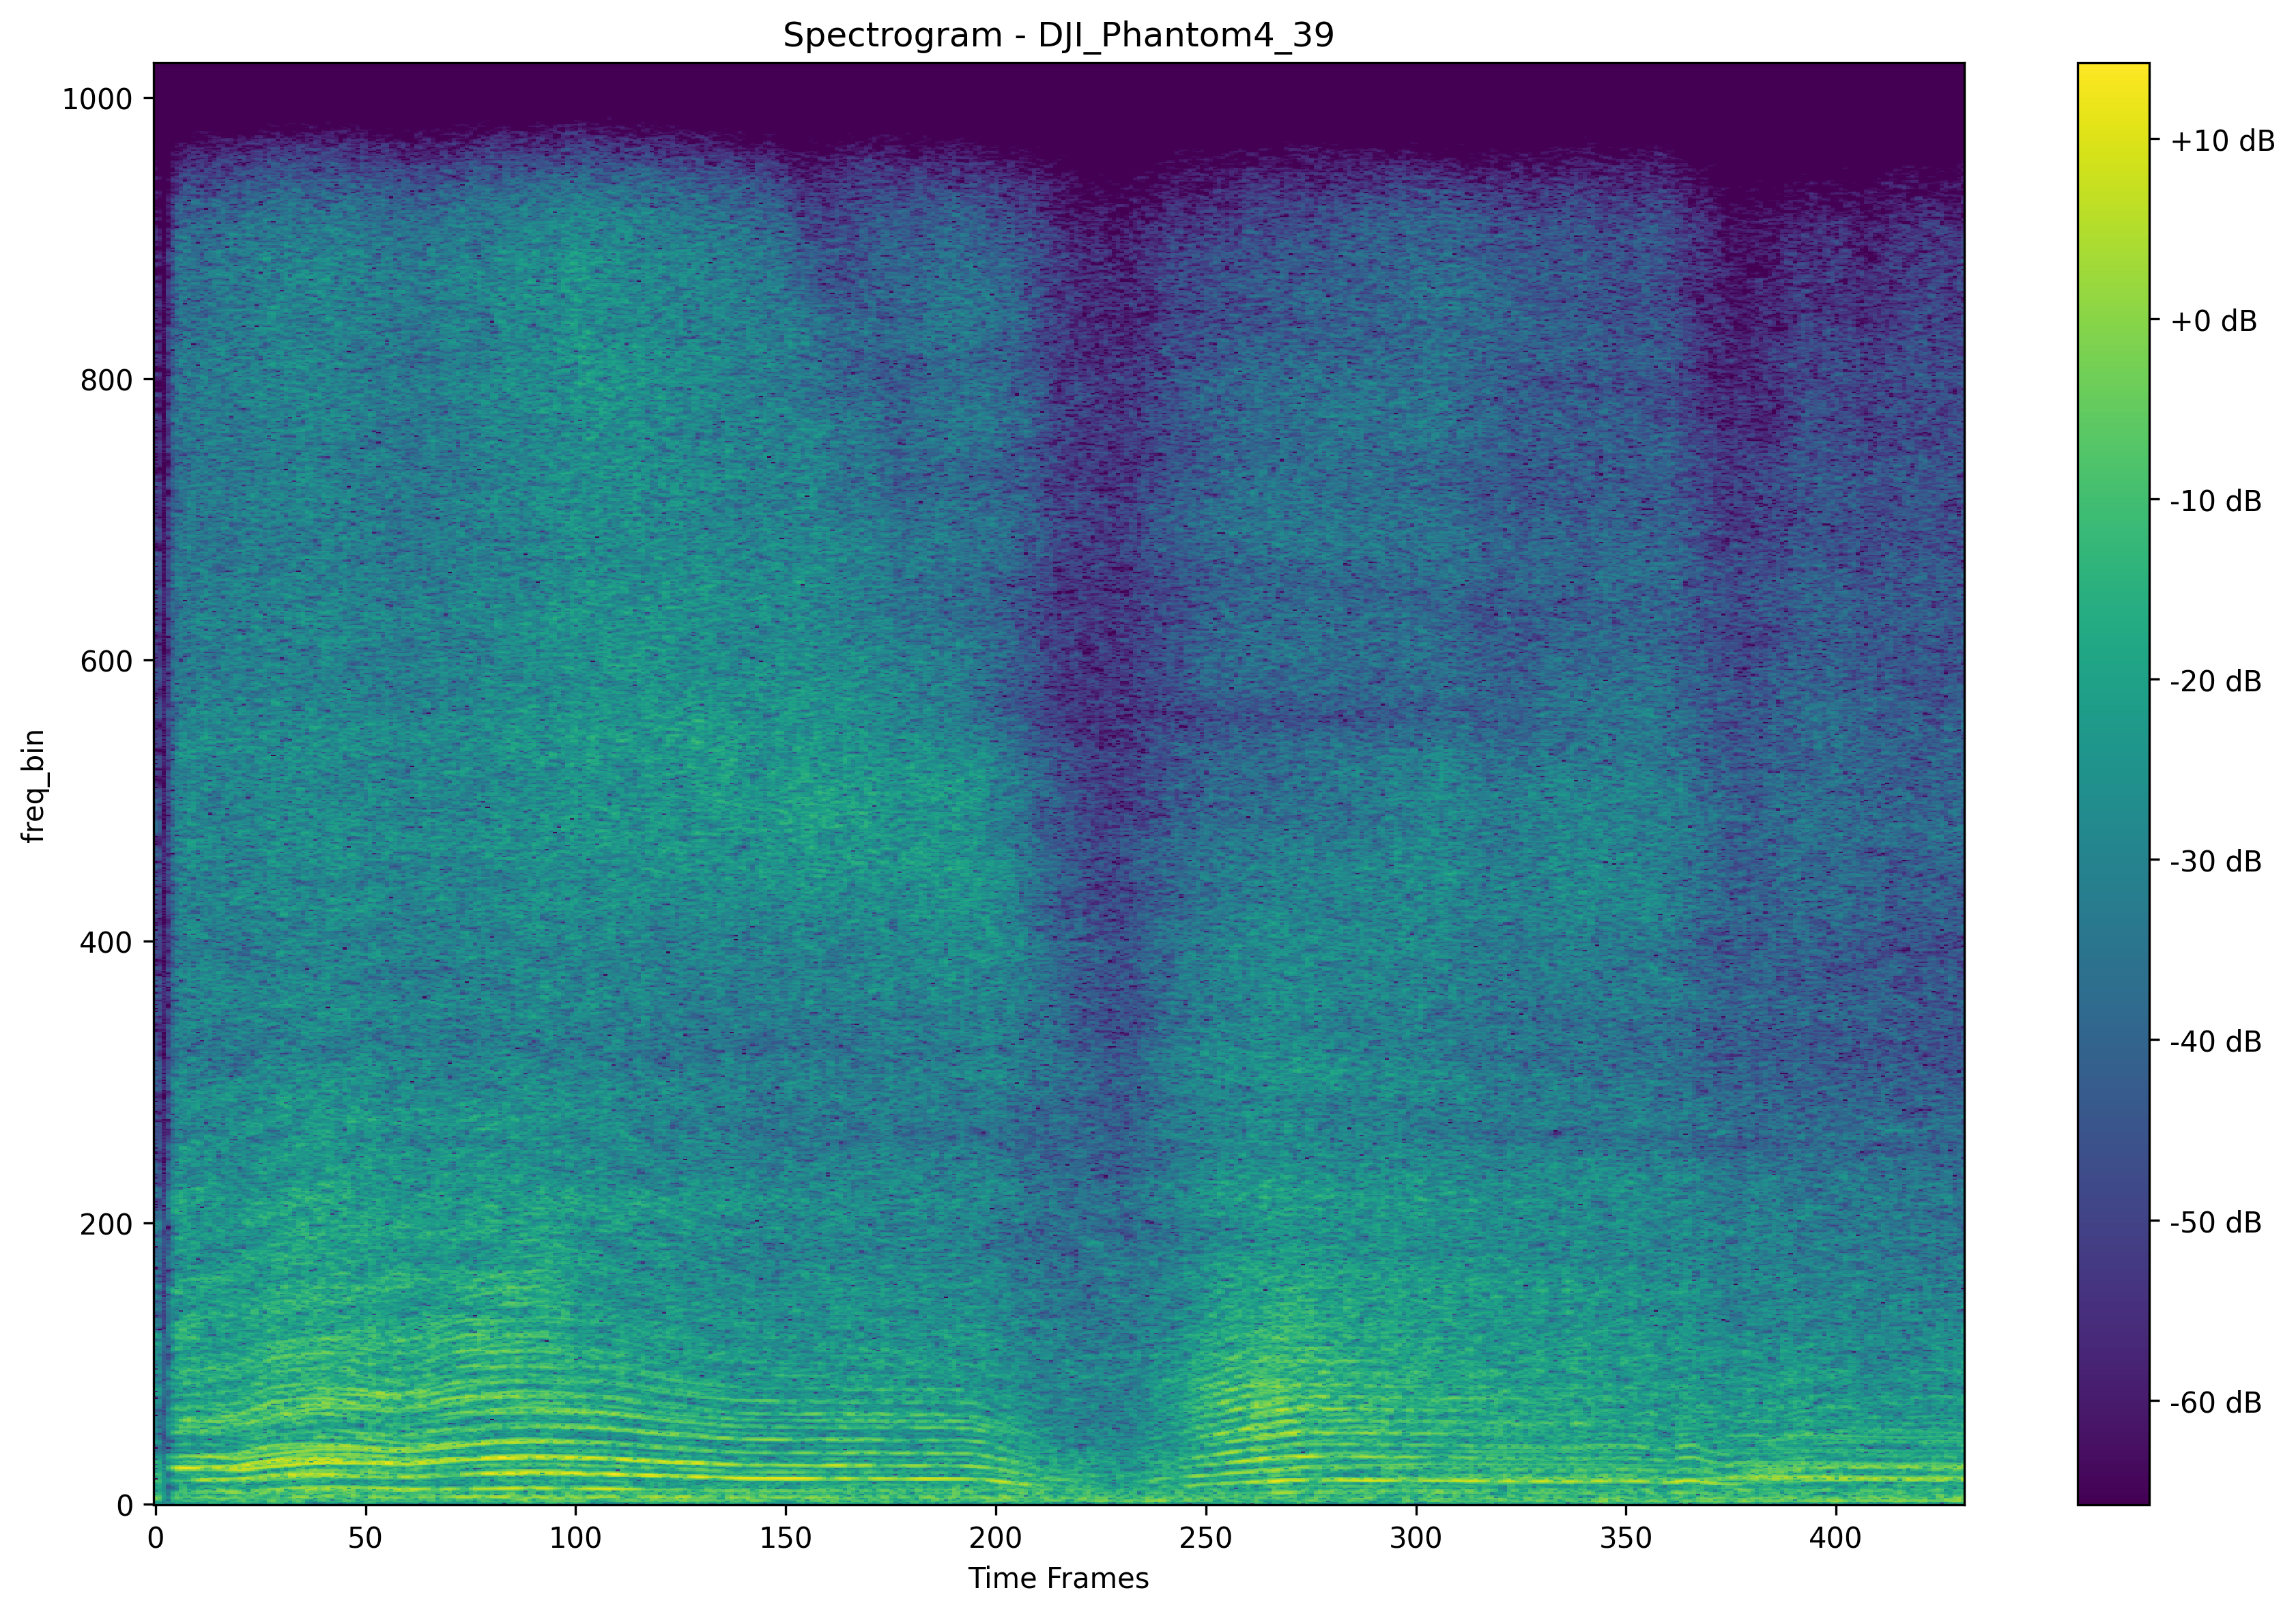 Spectrogram - DJI_Phantom4_39
1000
800
600
400
200
0
freq_bin
0 50 100 150 200 250 300 350 400
Time Frames
+10 dB
+0 dB
-10 dB
-20 dB
-30 dB
-40 dB
-50 dB
-60 dB